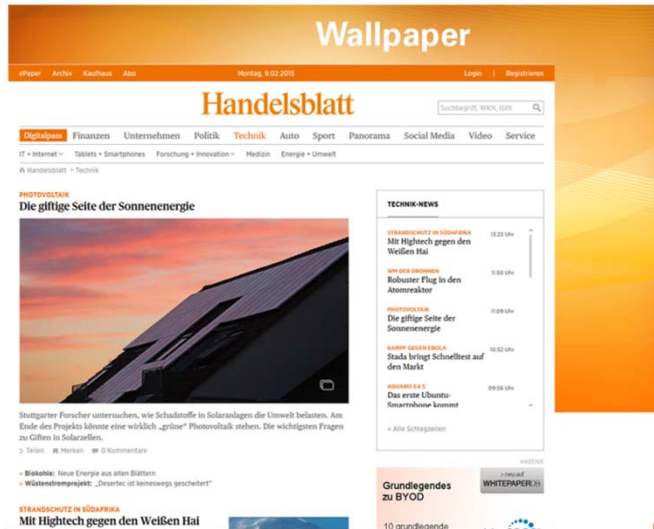 Wallpaper
ePaper Archiv Kaufhaus Abo Montag, 9.02.2015 Login | Registrieren
Handelsblatt
Suchbegriff, WKN, ISIN
Digitalpass Finanzen Unternehmen Politik Technik Auto Sport Panorama Social Media Video Service
IT + Internet Tablets + Smartphones Forschung + Innovation Medizin Energie + Umwelt
Handelsblatt > Technik
PHOTOVOLTAIK
Die giftige Seite der Sonnenenergie
Stuttgarter Forscher untersuchen, wie Schadstoffe in Solaranlagen die Umwelt belasten. Am
Ende des Projekts könnte eine wirklich „grüne“ Photovoltaik stehen. Die wichtigsten Fragen
zu Giften in Solarzellen.
> Teilen Merken 0 Kommentare
» Biokohle: Neue Energie aus alten Blättern
» Wüstenstromprojekt: „Desertec ist keineswegs gescheitert“
STRANDSCHUTZ IN SÜDAFRIKA
Mit Hightech gegen den Weißen Hai
TECHNIK-NEWS
STRANDSCHUTZ IN SÜDAFRIKA 13:23 Uhr
Mit Hightech gegen den
Weißen Hai
WM DER DROHNEN 11:50 Uhr
Robuster Flug in den
Atomreaktor
PHOTOVOLTAIK 11:09 Uhr
Die giftige Seite der
Sonnenenergie
KAMPF GEGEN EBOLA 10:52 Uhr
Stada bringt Schnelltest auf
den Markt
AQUARIS E4.5 09:56 Uhr
Das erste Ubuntu-
Smartphone kommt
» Alle Schlagzeilen
ANZEIGE
Grundlegendes
zu BYOD
> neu auf
WHITEPAPERDB
10 grundlegende